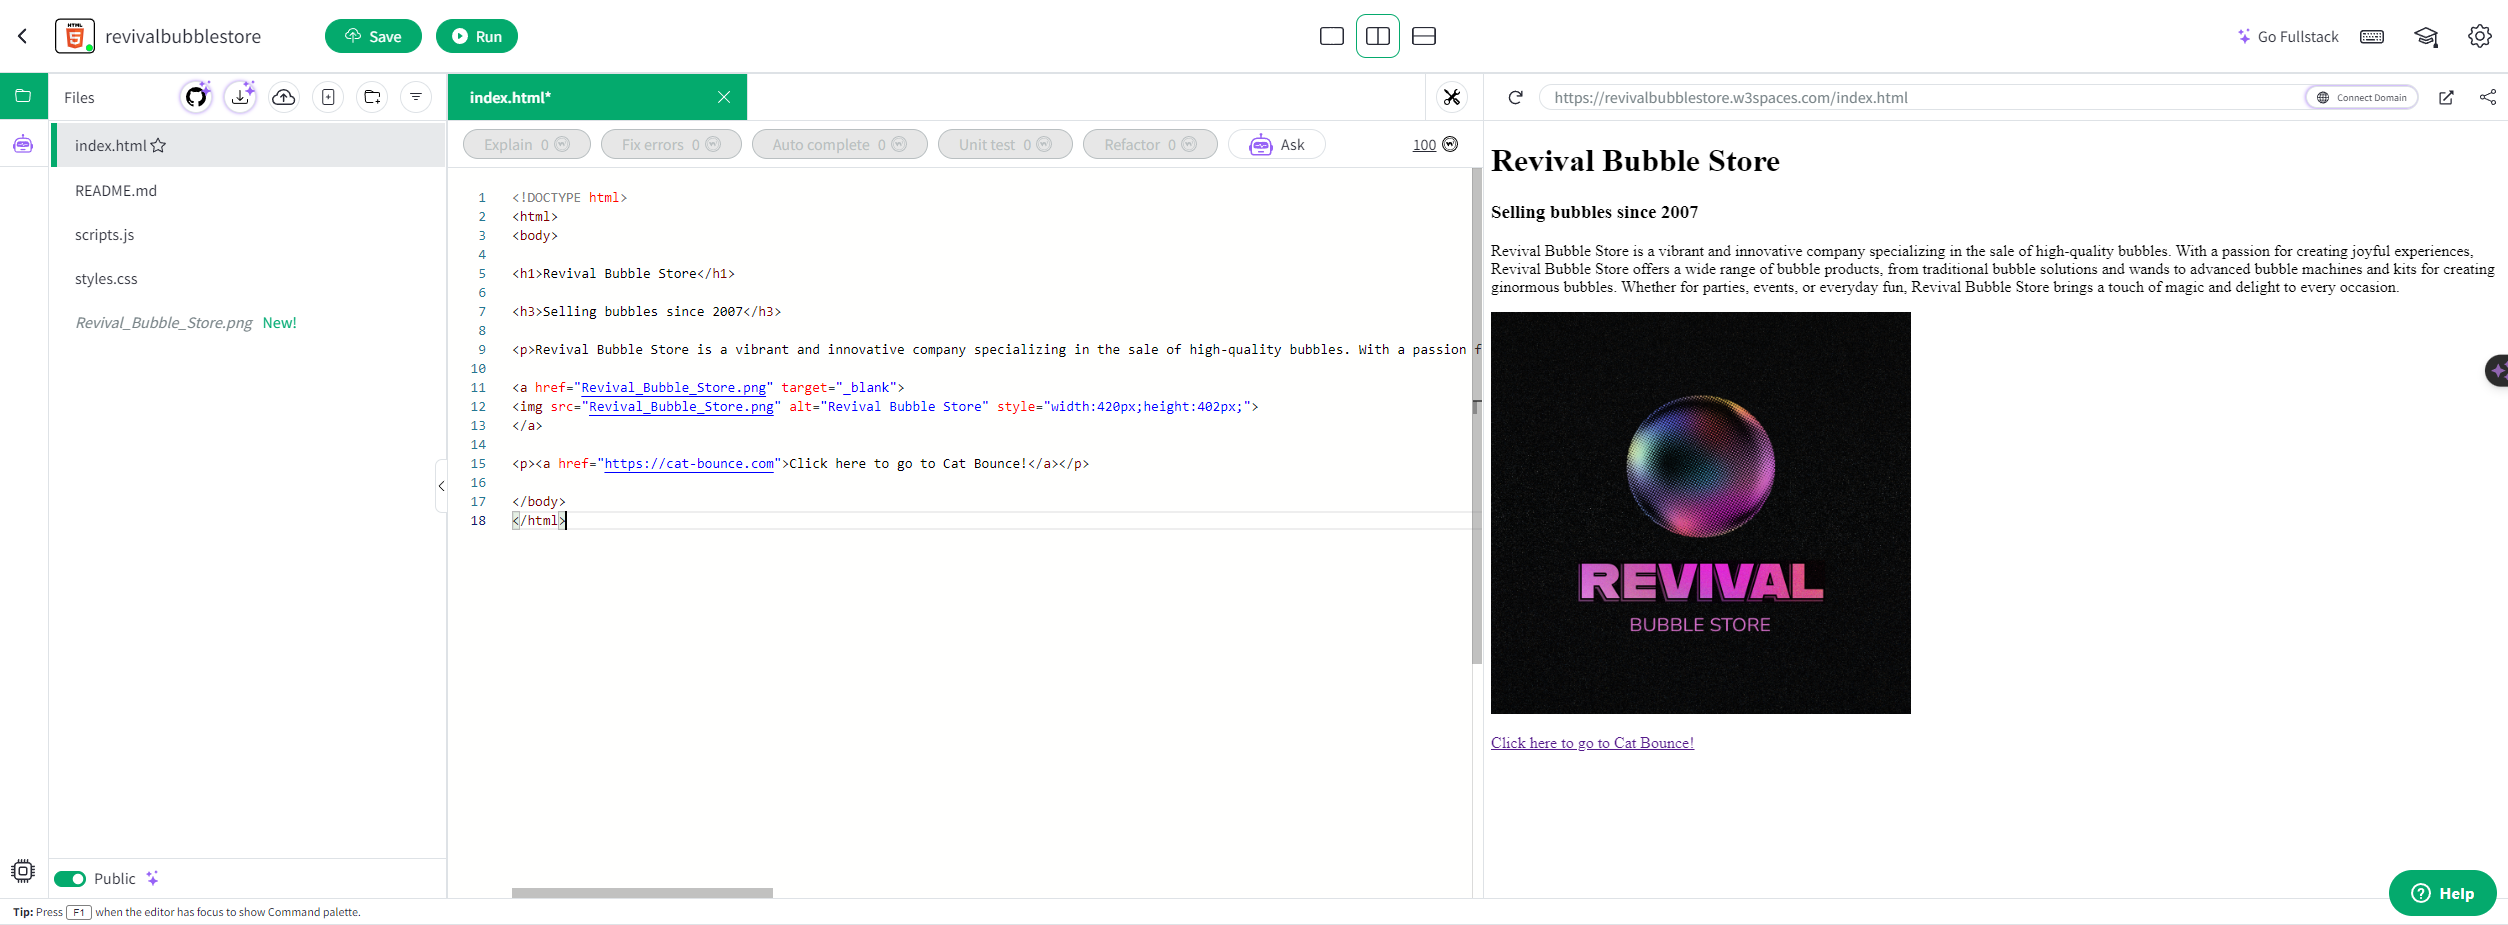 revivalbubblestore
Save
Run
Go Fullstack
Files
index.html
README.md
scripts.js
styles.css
Revival_Bubble_Store.png New!
Public
index.html*
Explain 0
Fix errors 0
Auto complete 0
Unit test 0
Refactor 0
Ask
100
1 <!DOCTYPE html>
2 <html>
3 <body>
4
5 <h1>Revival Bubble Store</h1>
6
7 <h3>Selling bubbles since 2007</h3>
8
9 <p>Revival Bubble Store is a vibrant and innovative company specializing in the sale of high-quality bubbles. With a passion f
10
11 <a href="Revival_Bubble_Store.png" target="_blank">
12 <img src="Revival_Bubble_Store.png" alt="Revival Bubble Store" style="width:420px;height:402px;">
13 </a>
14
15 <p><a href="https://cat-bounce.com">Click here to go to Cat Bounce!</a></p>
16
17 </body>
18 </html>
https://revivalbubblestore.w3spaces.com/index.html
Connect Domain
Revival Bubble Store
Selling bubbles since 2007
Revival Bubble Store is a vibrant and innovative company specializing in the sale of high-quality bubbles. With a passion for creating joyful experiences,
Revival Bubble Store offers a wide range of bubble products, from traditional bubble solutions and wands to advanced bubble machines and kits for creating
ginormous bubbles. Whether for parties, events, or everyday fun, Revival Bubble Store brings a touch of magic and delight to every occasion.
REVIVAL
BUBBLE STORE
Click here to go to Cat Bounce!
Help
Tip: Press F1 when the editor has focus to show Command palette.